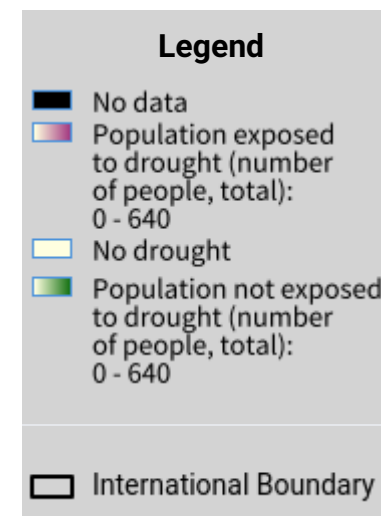 Legend
No data
Population exposed
to drought (number
of people, total):
0 - 640
No drought
Population not exposed
to drought (number
of people, total):
0 - 640
International Boundary